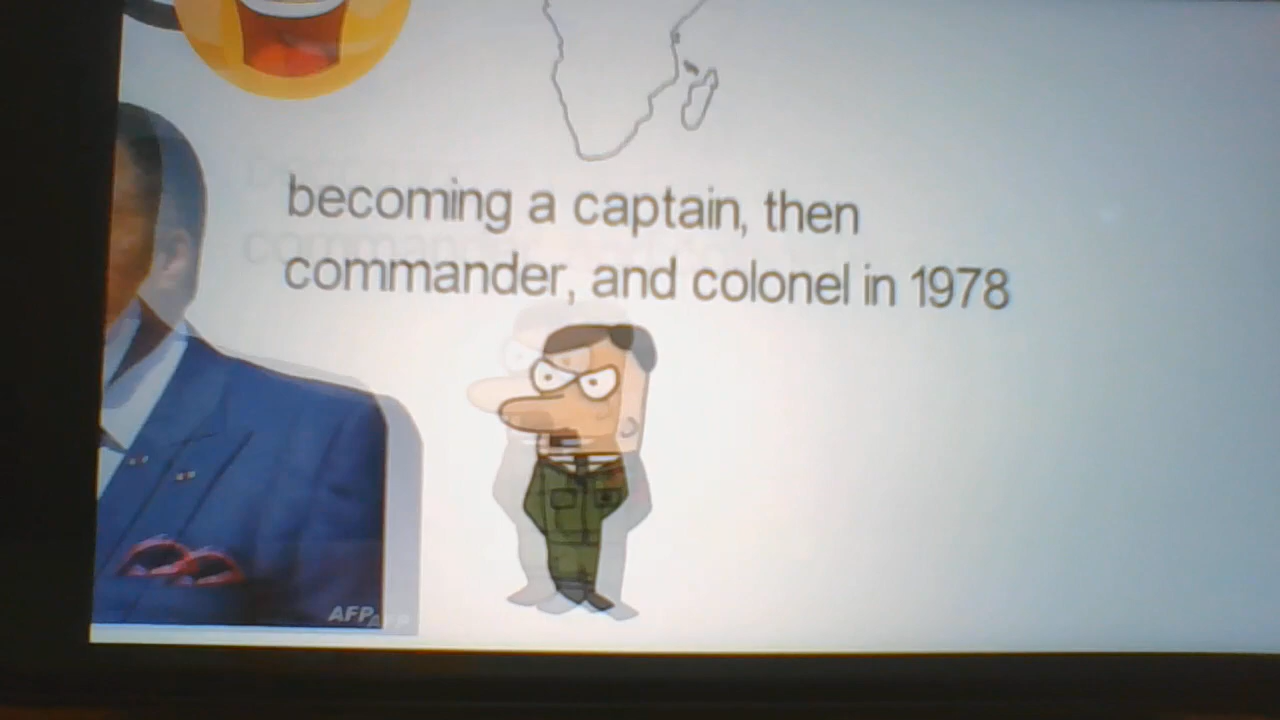 becoming a captain, then
commander, and colonel in 1978
AFP